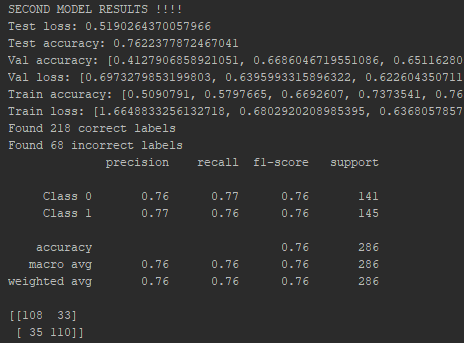 SECOND MODEL RESULTS !!!!
Test loss: 0.5190264370057966
Test accuracy: 0.7622377872467041
Val accuracy: [0.4127906858921051, 0.6686046719551086, 0.65116280
Val loss: [0.6973279853199803, 0.6395993315896322, 0.622604350711
Train accuracy: [0.5090791, 0.5797665, 0.6692607, 0.7373541, 0.76
Train loss: [1.6648833256132718, 0.6802920208985395, 0.6368057857
Found 218 correct labels
Found 68 incorrect labels
precision recall f1-score support
Class 0 0.76 0.77 0.76 141
Class 1 0.77 0.76 0.76 145
accuracy 0.76 286
macro avg 0.76 0.76 0.76 286
weighted avg 0.76 0.76 0.76 286
[[108 33]
[ 35 110]]